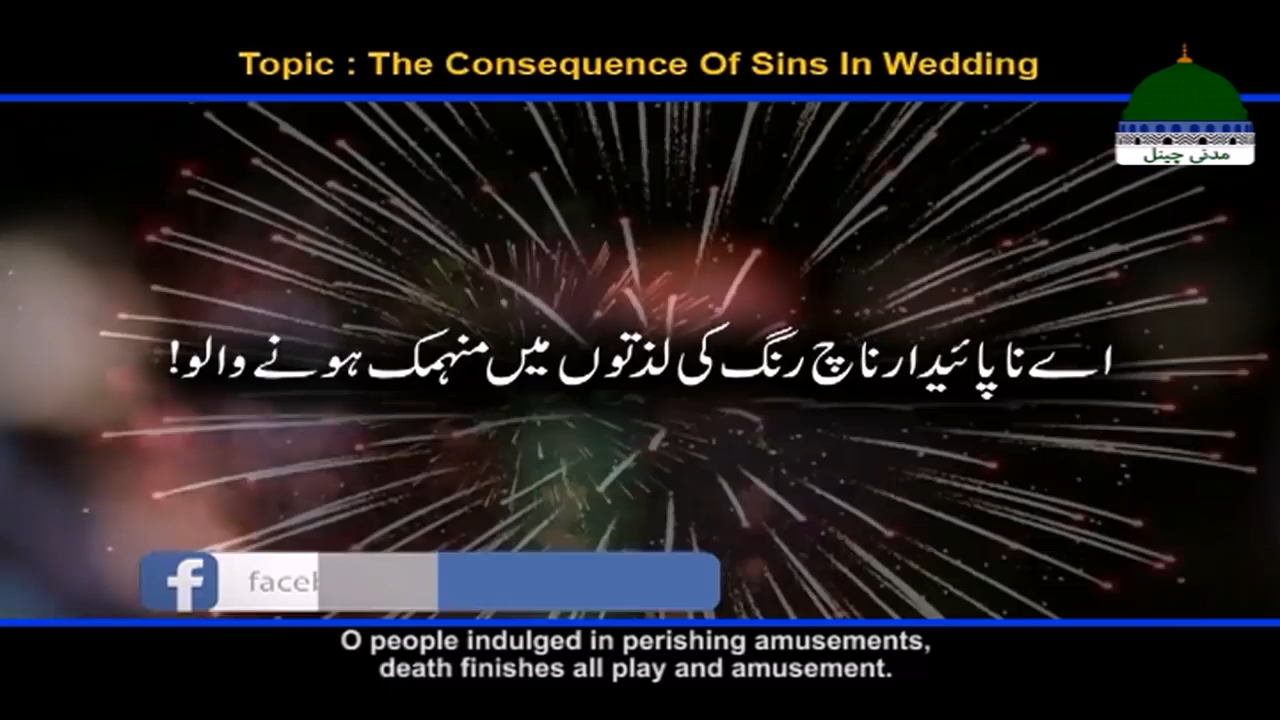 Topic : The Consequence Of Sins In Wedding
مدنی چینل
اے ناپائیدار ناچ رنگ کی لذتوں میں منہمک ہونے والو!
faceb
O people indulged in perishing amusements,
death finishes all play and amusement.